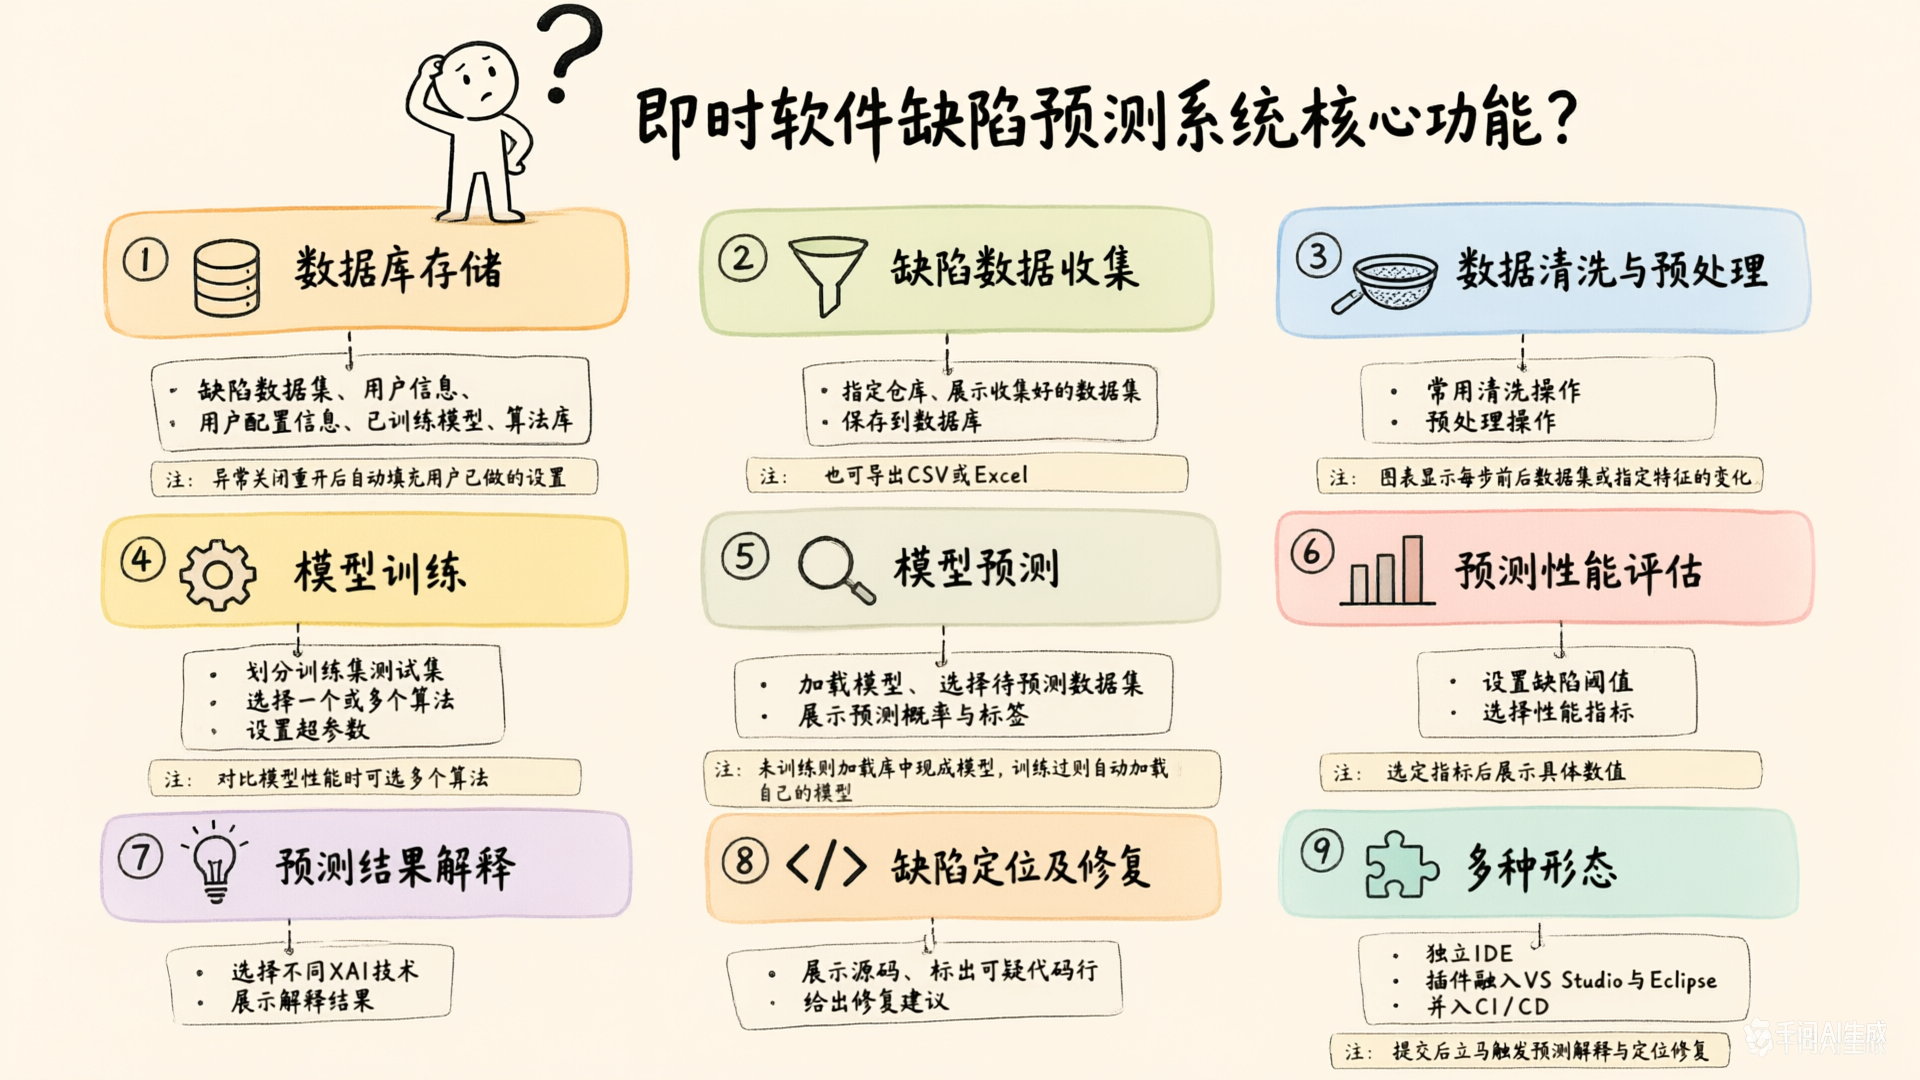 ?
即时软件缺陷预测系统核心功能?
① 数据库存储
· 缺陷数据集、用户信息、
· 用户配置信息、已训练模型、算法库
注: 异常关闭重开后自动填充用户已做的设置
② 缺陷数据收集
· 指定仓库、展示收集好的数据集
· 保存到数据库
注: 也可导出CSV或Excel
③ 数据清洗与预处理
· 常用清洗操作
· 预处理操作
注: 图表显示每步前后数据集或指定特征的变化
④ 模型训练
· 划分训练集测试集
· 选择一个或多个算法
· 设置超参数
注: 对比模型性能时可选多个算法
⑤ 模型预测
· 加载模型、选择待预测数据集
· 展示预测概率与标签
注: 未训练则加载库中现成模型,训练过则自动加载
自己的模型
⑥ 预测性能评估
· 设置缺陷阈值
· 选择性能指标
注: 选定指标后展示具体数值
⑦ 预测结果解释
· 选择不同XAI技术
· 展示解释结果
⑧ </> 缺陷定位及修复
· 展示源码、标出可疑代码行
· 给出修复建议
⑨ 多种形态
· 独立IDE
· 插件融入VS Studio与Eclipse
· 并入CI/CD
注: 提交后立马触发预测解释与定位修复
千问AI生成